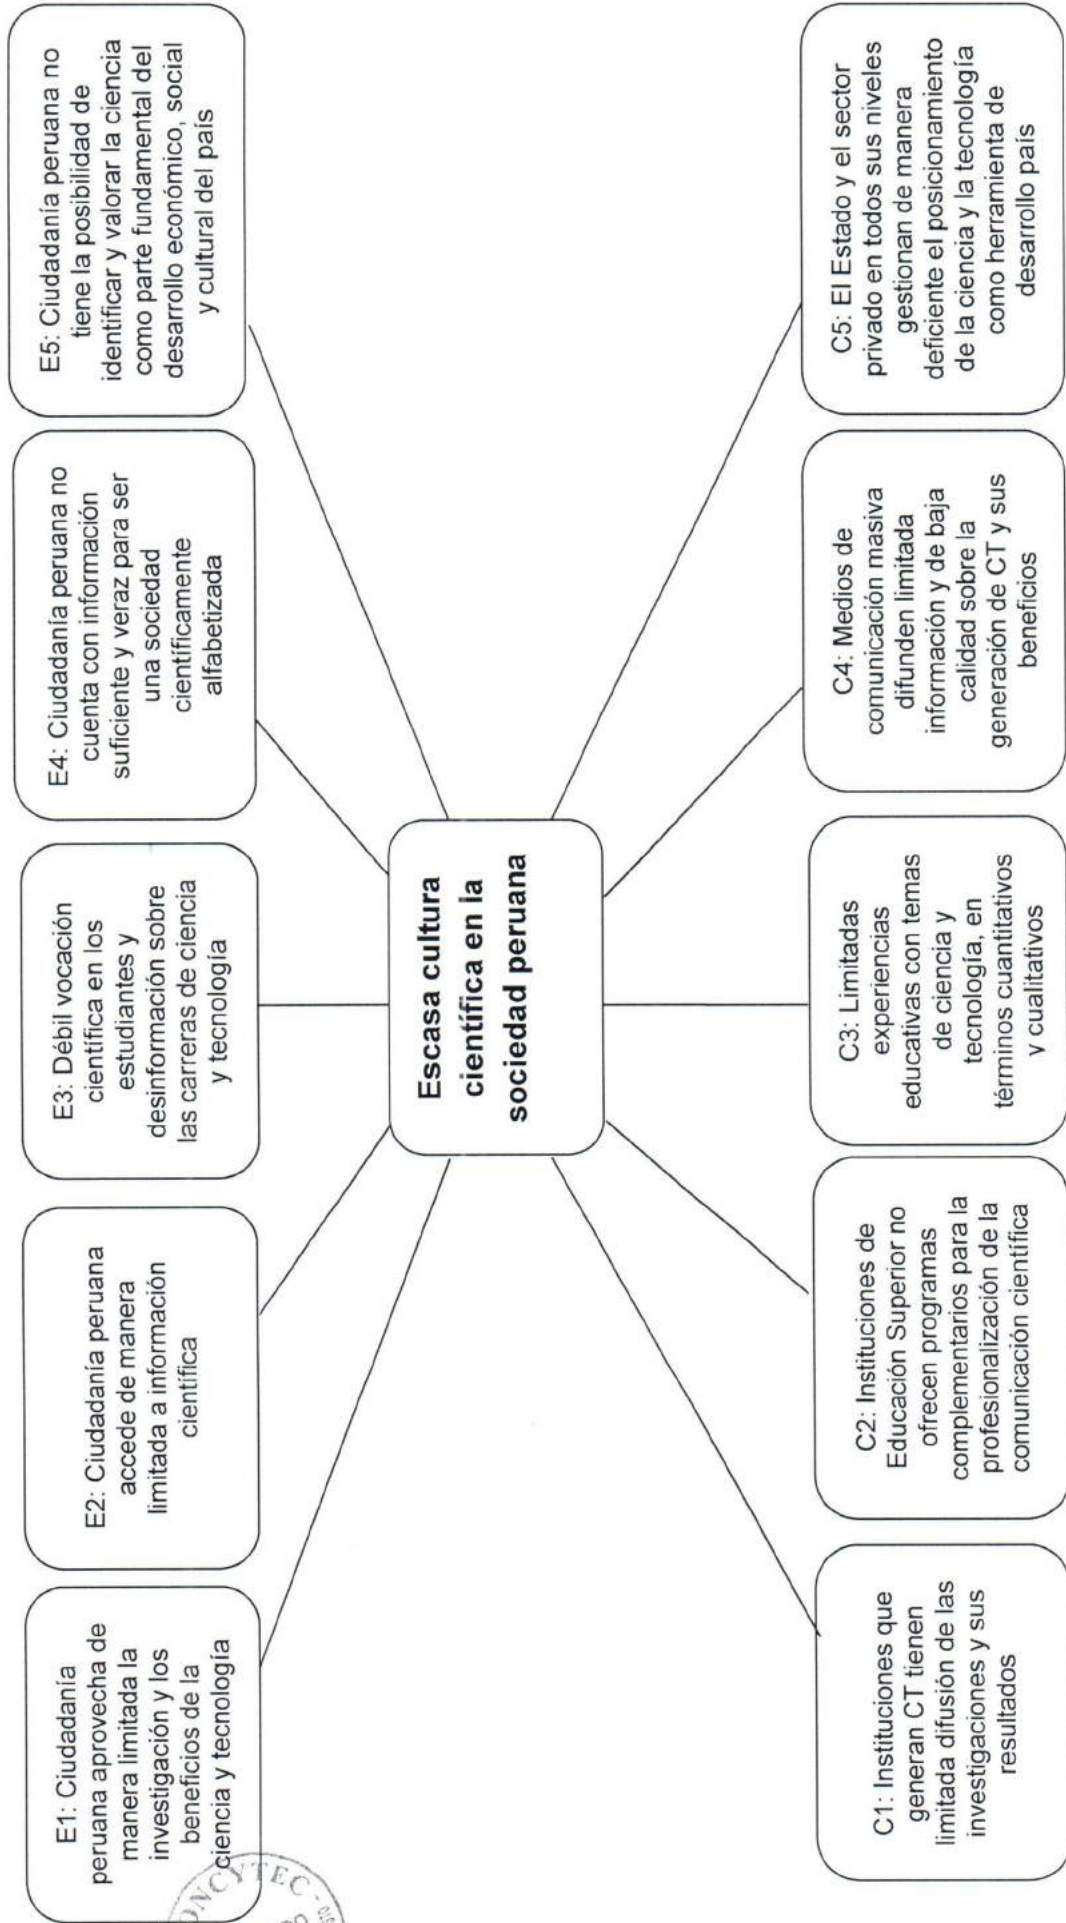 E1: Ciudadanía
peruana aprovecha de
manera limitada la
investigación y los
beneficios de la
ciencia y tecnología
E2: Ciudadanía peruana
accede de manera
limitada a información
científica
E3: Débil vocación
científica en los
estudiantes y
desinformación sobre
las carreras de ciencia
y tecnología
E4: Ciudadanía peruana no
cuenta con información
suficiente y veraz para ser
una sociedad
científicamente
alfabetizada
E5: Ciudadanía peruana no
tiene la posibilidad de
identificar y valorar la ciencia
como parte fundamental del
desarrollo económico, social
y cultural del país
Escasa cultura
científica en la
sociedad peruana
C1: Instituciones que
generan CT tienen
limitada difusión de las
investigaciones y sus
resultados
C2: Instituciones de
Educación Superior no
ofrecen programas
complementarios para la
profesionalización de la
comunicación científica
C3: Limitadas
experiencias
educativas con temas
de ciencia y
tecnología, en
términos cuantitativos
y cualitativos
C4: Medios de
comunicación masiva
difunden limitada
información y de baja
calidad sobre la
generación de CT y sus
beneficios
C5: El Estado y el sector
privado en todos sus niveles
gestionan de manera
deficiente el posicionamiento
de la ciencia y la tecnología
como herramienta de
desarrollo país
ONCYTEC